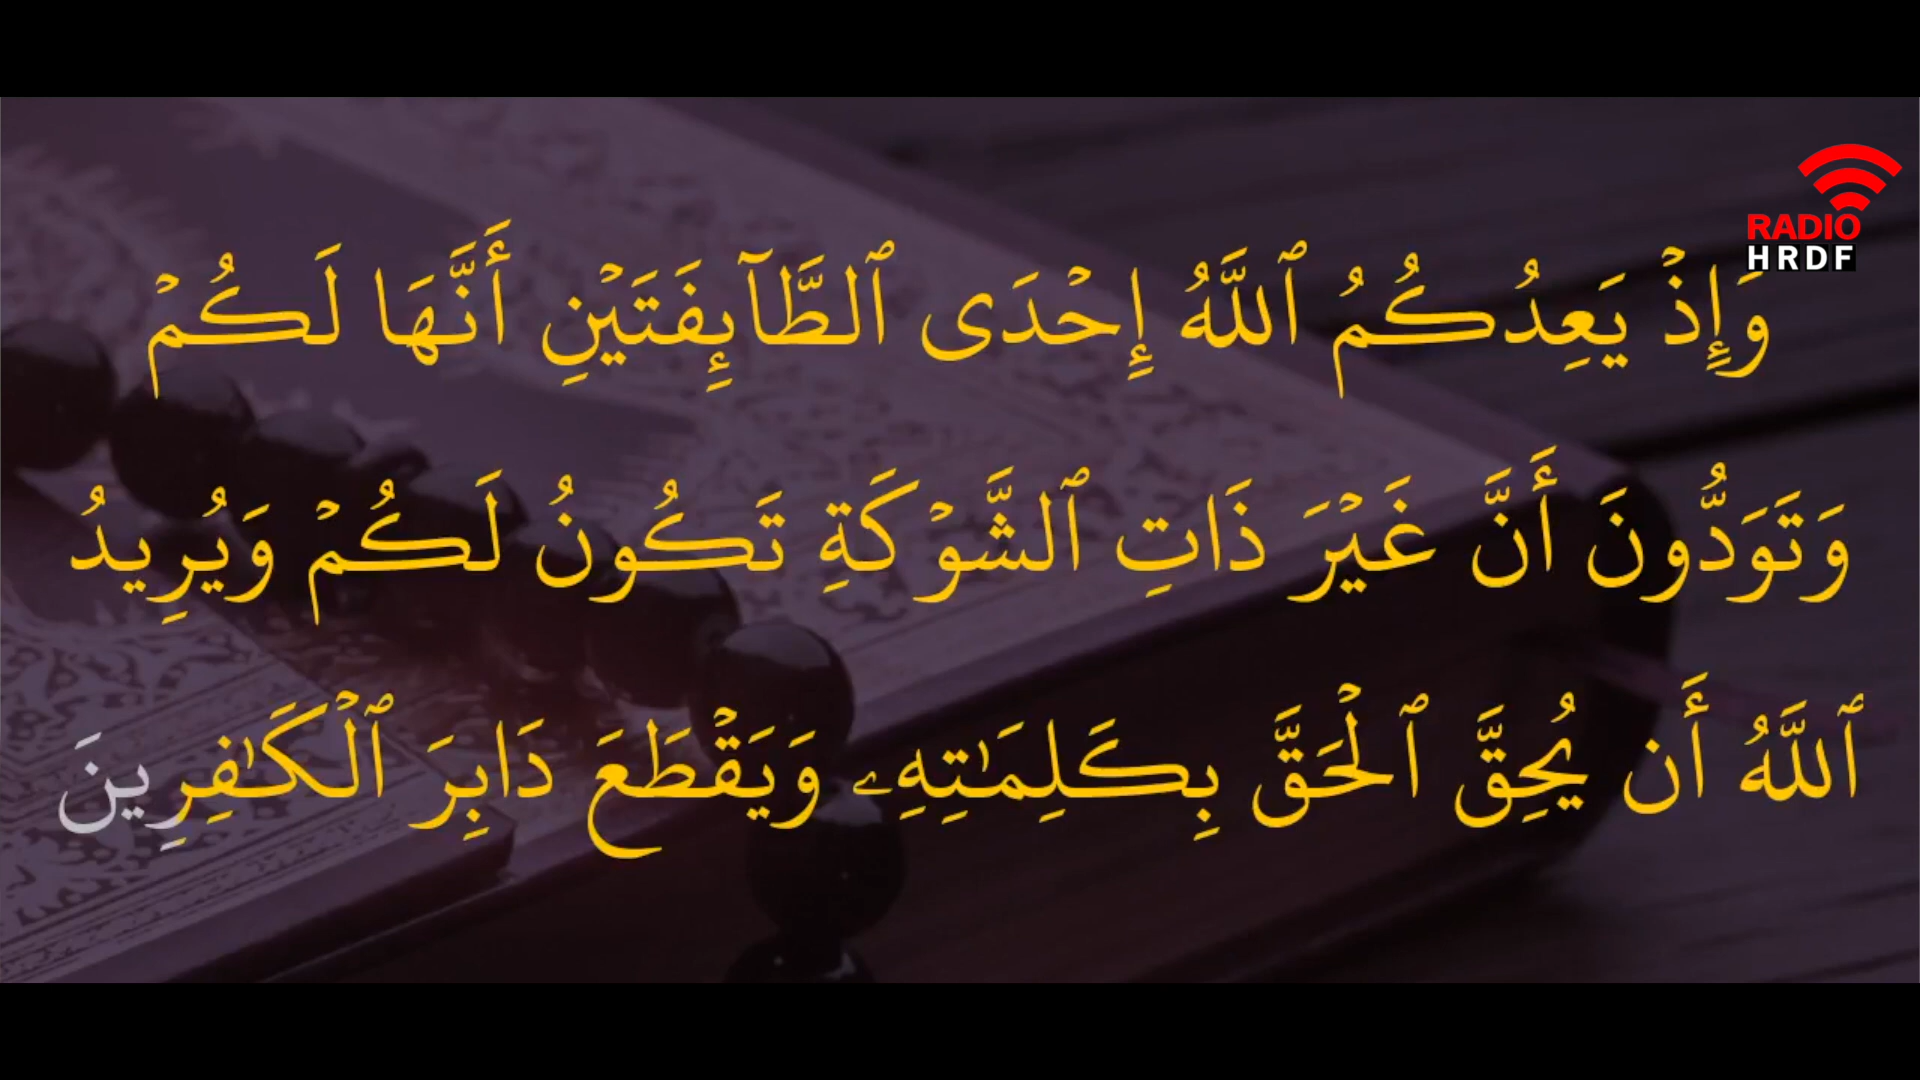 RADIO
HRDF
وَإِذۡ يَعِدُكُمُ ٱللَّهُ إِحۡدَى ٱلطَّآئِفَتَيۡنِ أَنَّهَا لَكُمۡ
وَتَوَدُّونَ أَنَّ غَيۡرَ ذَاتِ ٱلشَّوۡكَةِ تَكُونُ لَكُمۡ وَيُرِيدُ
ٱللَّهُ أَن يُحِقَّ ٱلۡحَقَّ بِكَلِمَٰتِهِۦ وَيَقۡطَعَ دَابِرَ ٱلۡكَٰفِرِينَ